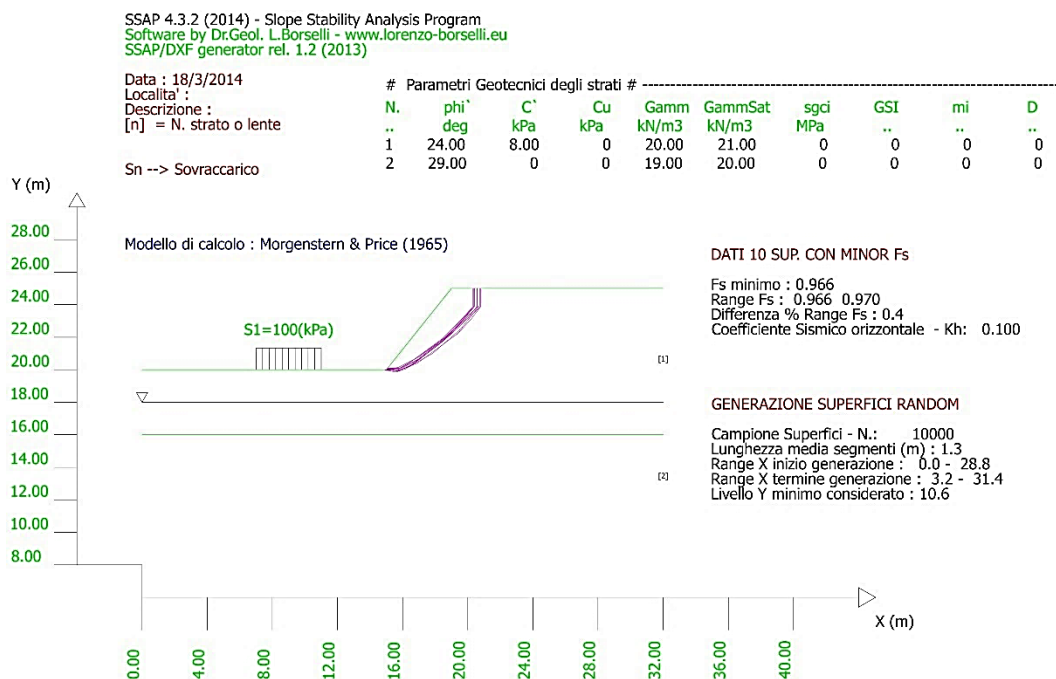 SSAP 4.3.2 (2014) - Slope Stability Analysis Program
Software by Dr.Geol. L.Borselli - www.lorenzo-borselli.eu
SSAP/DXF generator rel. 1.2 (2013)
Data : 18/3/2014
Localita' :
Descrizione :
[n] = N. strato o lente
Sn --> Sovraccarico
# Parametri Geotecnici degli strati #
N. phi` C` Cu Gamm GammSat sgci GSI mi D
.. deg kPa kPa kN/m3 kN/m3 MPa .. .. ..
1 24.00 8.00 0 20.00 21.00 0 0 0 0
2 29.00 0 0 19.00 20.00 0 0 0 0
Y (m)
28.00
26.00
24.00
22.00
20.00
18.00
16.00
14.00
12.00
10.00
8.00
Modello di calcolo : Morgenstern & Price (1965)
S1=100(kPa)
[1]
[2]
DATI 10 SUP. CON MINOR Fs
Fs minimo : 0.966
Range Fs : 0.966 0.970
Differenza % Range Fs : 0.4
Coefficiente Sismico orizzontale - Kh: 0.100
GENERAZIONE SUPERFICI RANDOM
Campione Superfici - N.: 10000
Lunghezza media segmenti (m) : 1.3
Range X inizio generazione : 0.0 - 28.8
Range X termine generazione : 3.2 - 31.4
Livello Y minimo considerato : 10.6
X (m)
0.00
4.00
8.00
12.00
16.00
20.00
24.00
28.00
32.00
36.00
40.00